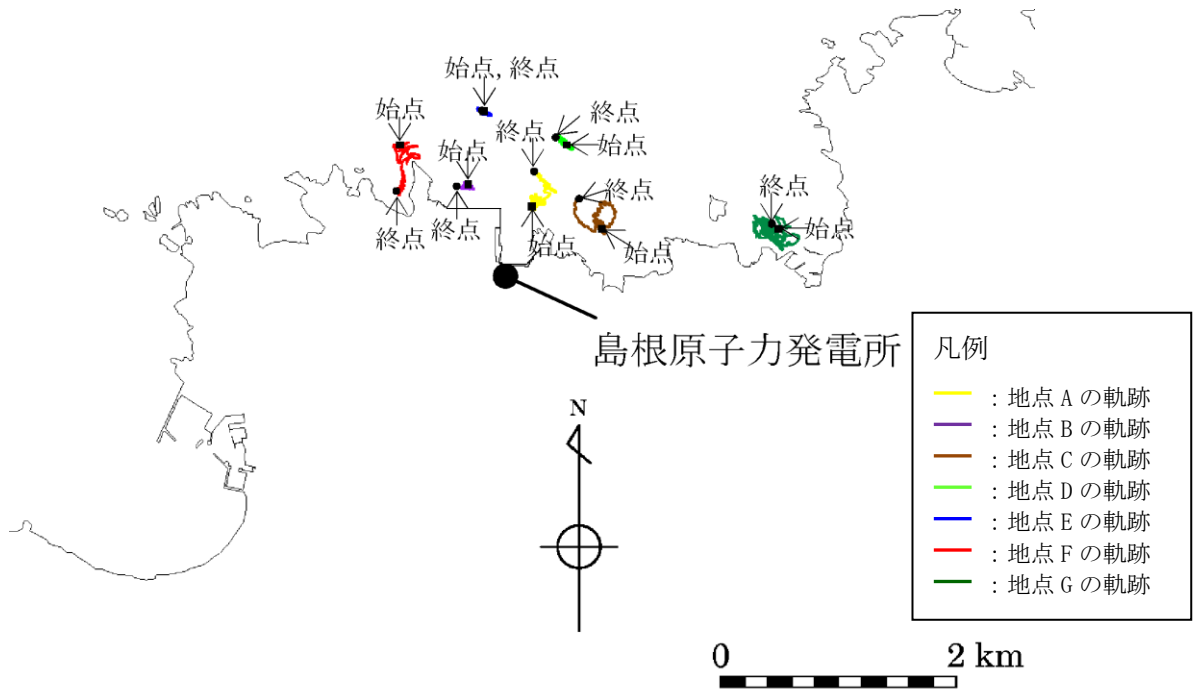 始点,終点
始点
終点
終点
始点
始点
終点
終点
始点
終点
終点
始点
始点
終点
始点
島根原子力発電所
凡例
：地点 A の軌跡
：地点 B の軌跡
：地点 C の軌跡
：地点 D の軌跡
：地点 E の軌跡
：地点 F の軌跡
：地点 G の軌跡
N
0 2 km